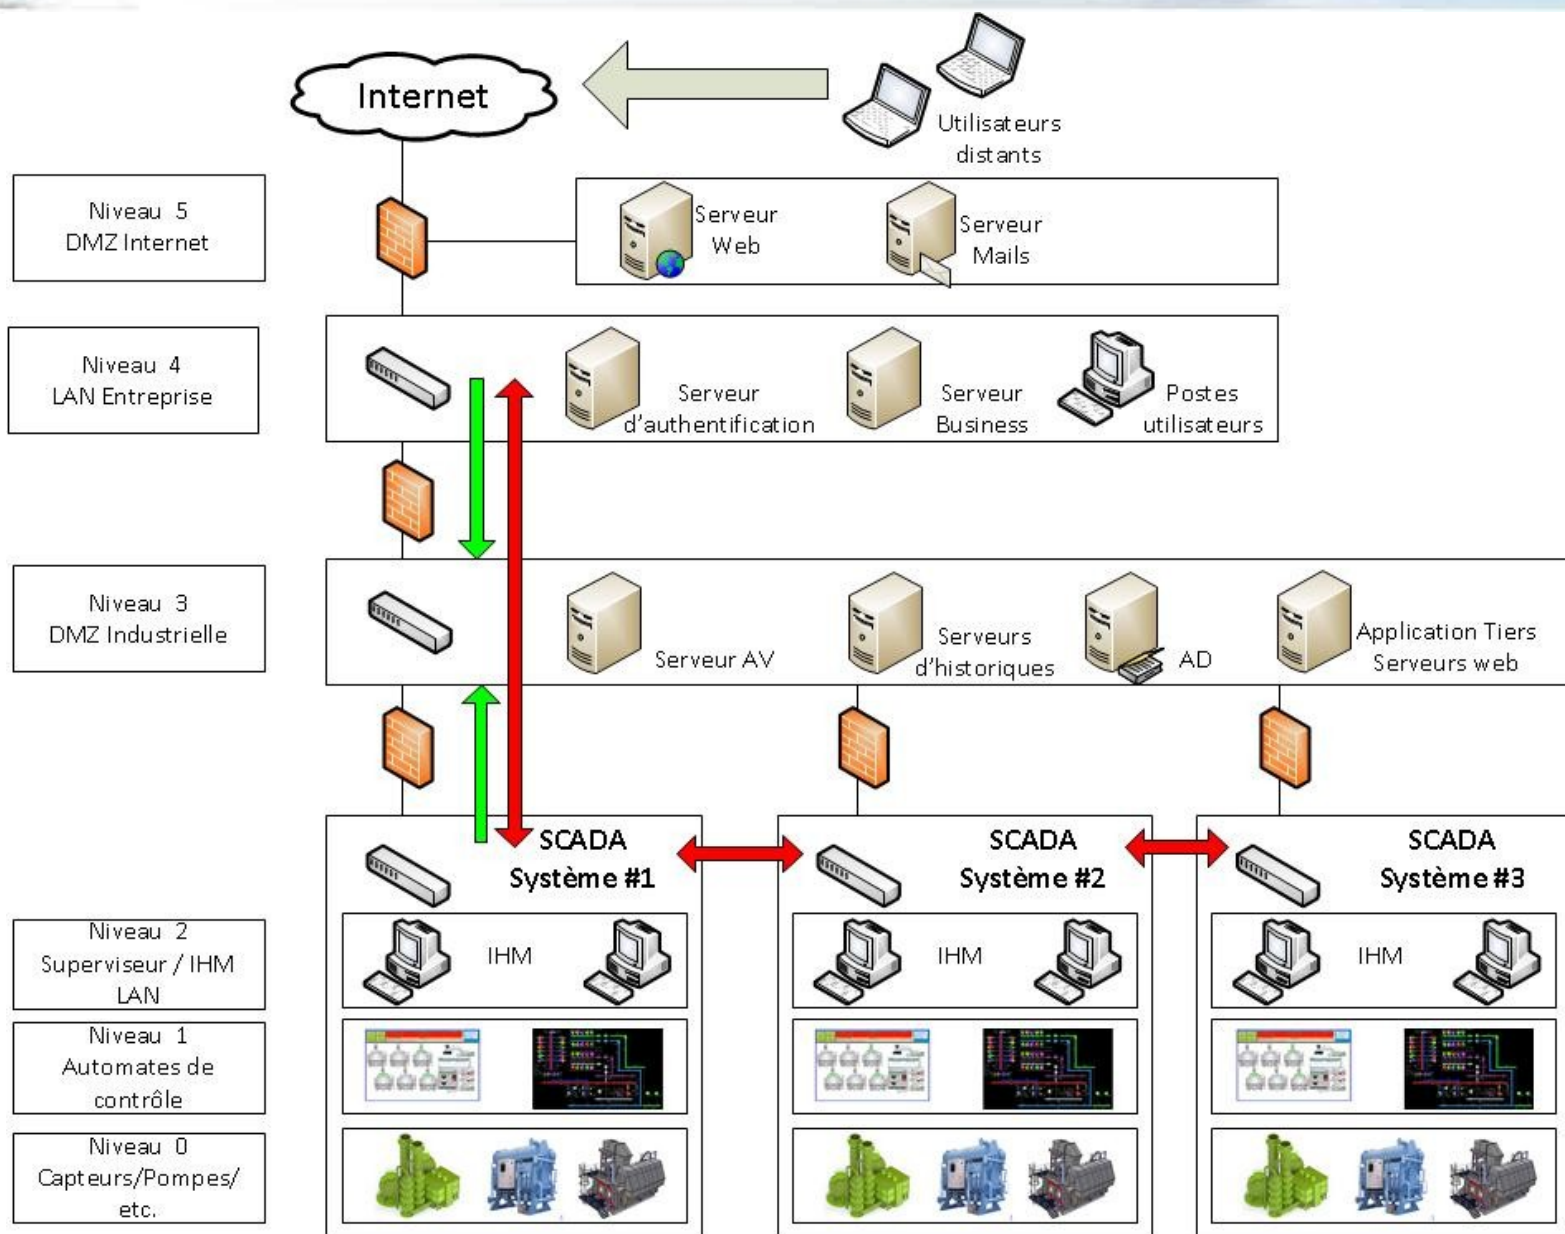 Internet
Utilisateurs
distants
Niveau 5
DMZ Internet
Serveur
Web
Serveur
Mails
Niveau 4
LAN Entreprise
Serveur
d'authentification
Serveur
Business
Postes
utilisateurs
Niveau 3
DMZ Industrielle
Serveur AV
Serveurs
d'historiques
AD
Application Tiers
Serveurs web
SCADA
Système #1
SCADA
Système #2
SCADA
Système #3
Niveau 2
Superviseur / IHM
LAN
IHM
IHM
IHM
Niveau 1
Automates de
contrôle
Niveau 0
Capteurs/Pompes/
etc.